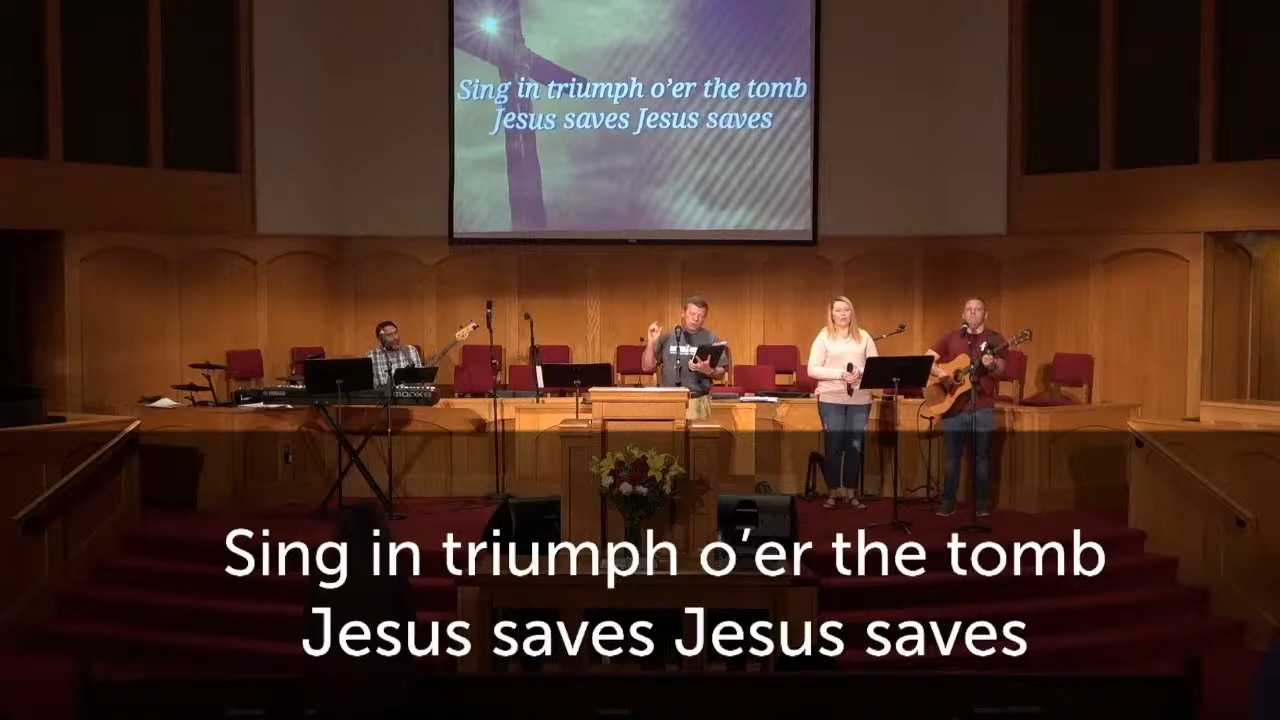 Sing in triumph o'er the tomb
Jesus saves Jesus saves
MODX8
Sing in triumph o'er the tomb
Jesus saves Jesus saves